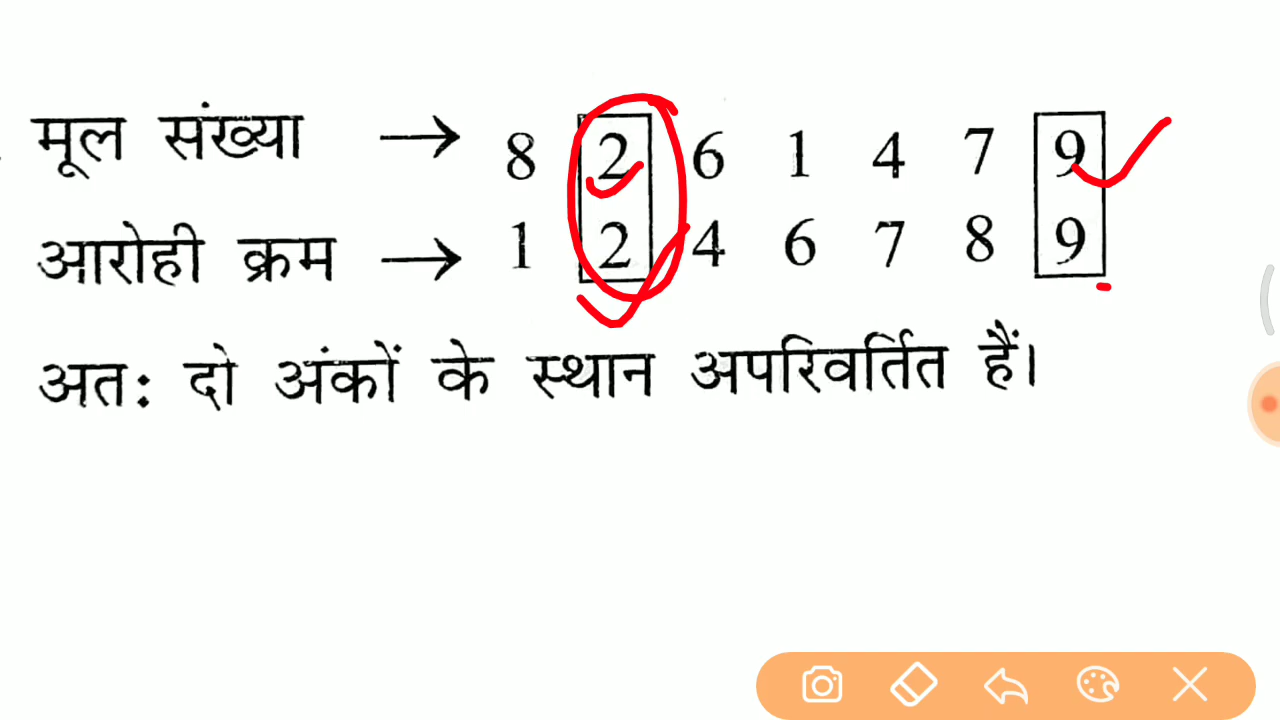 मूल संख्या → 8 2 6 1 4 7 9
आरोही क्रम → 1 2 4 6 7 8 9
अतः दो अंकों के स्थान अपरिवर्तित हैं।